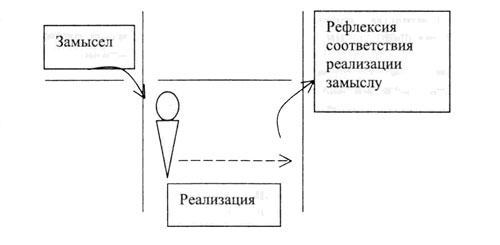 Замысел
Рефлексия
соответствия
реализации
замыслу
Реализация